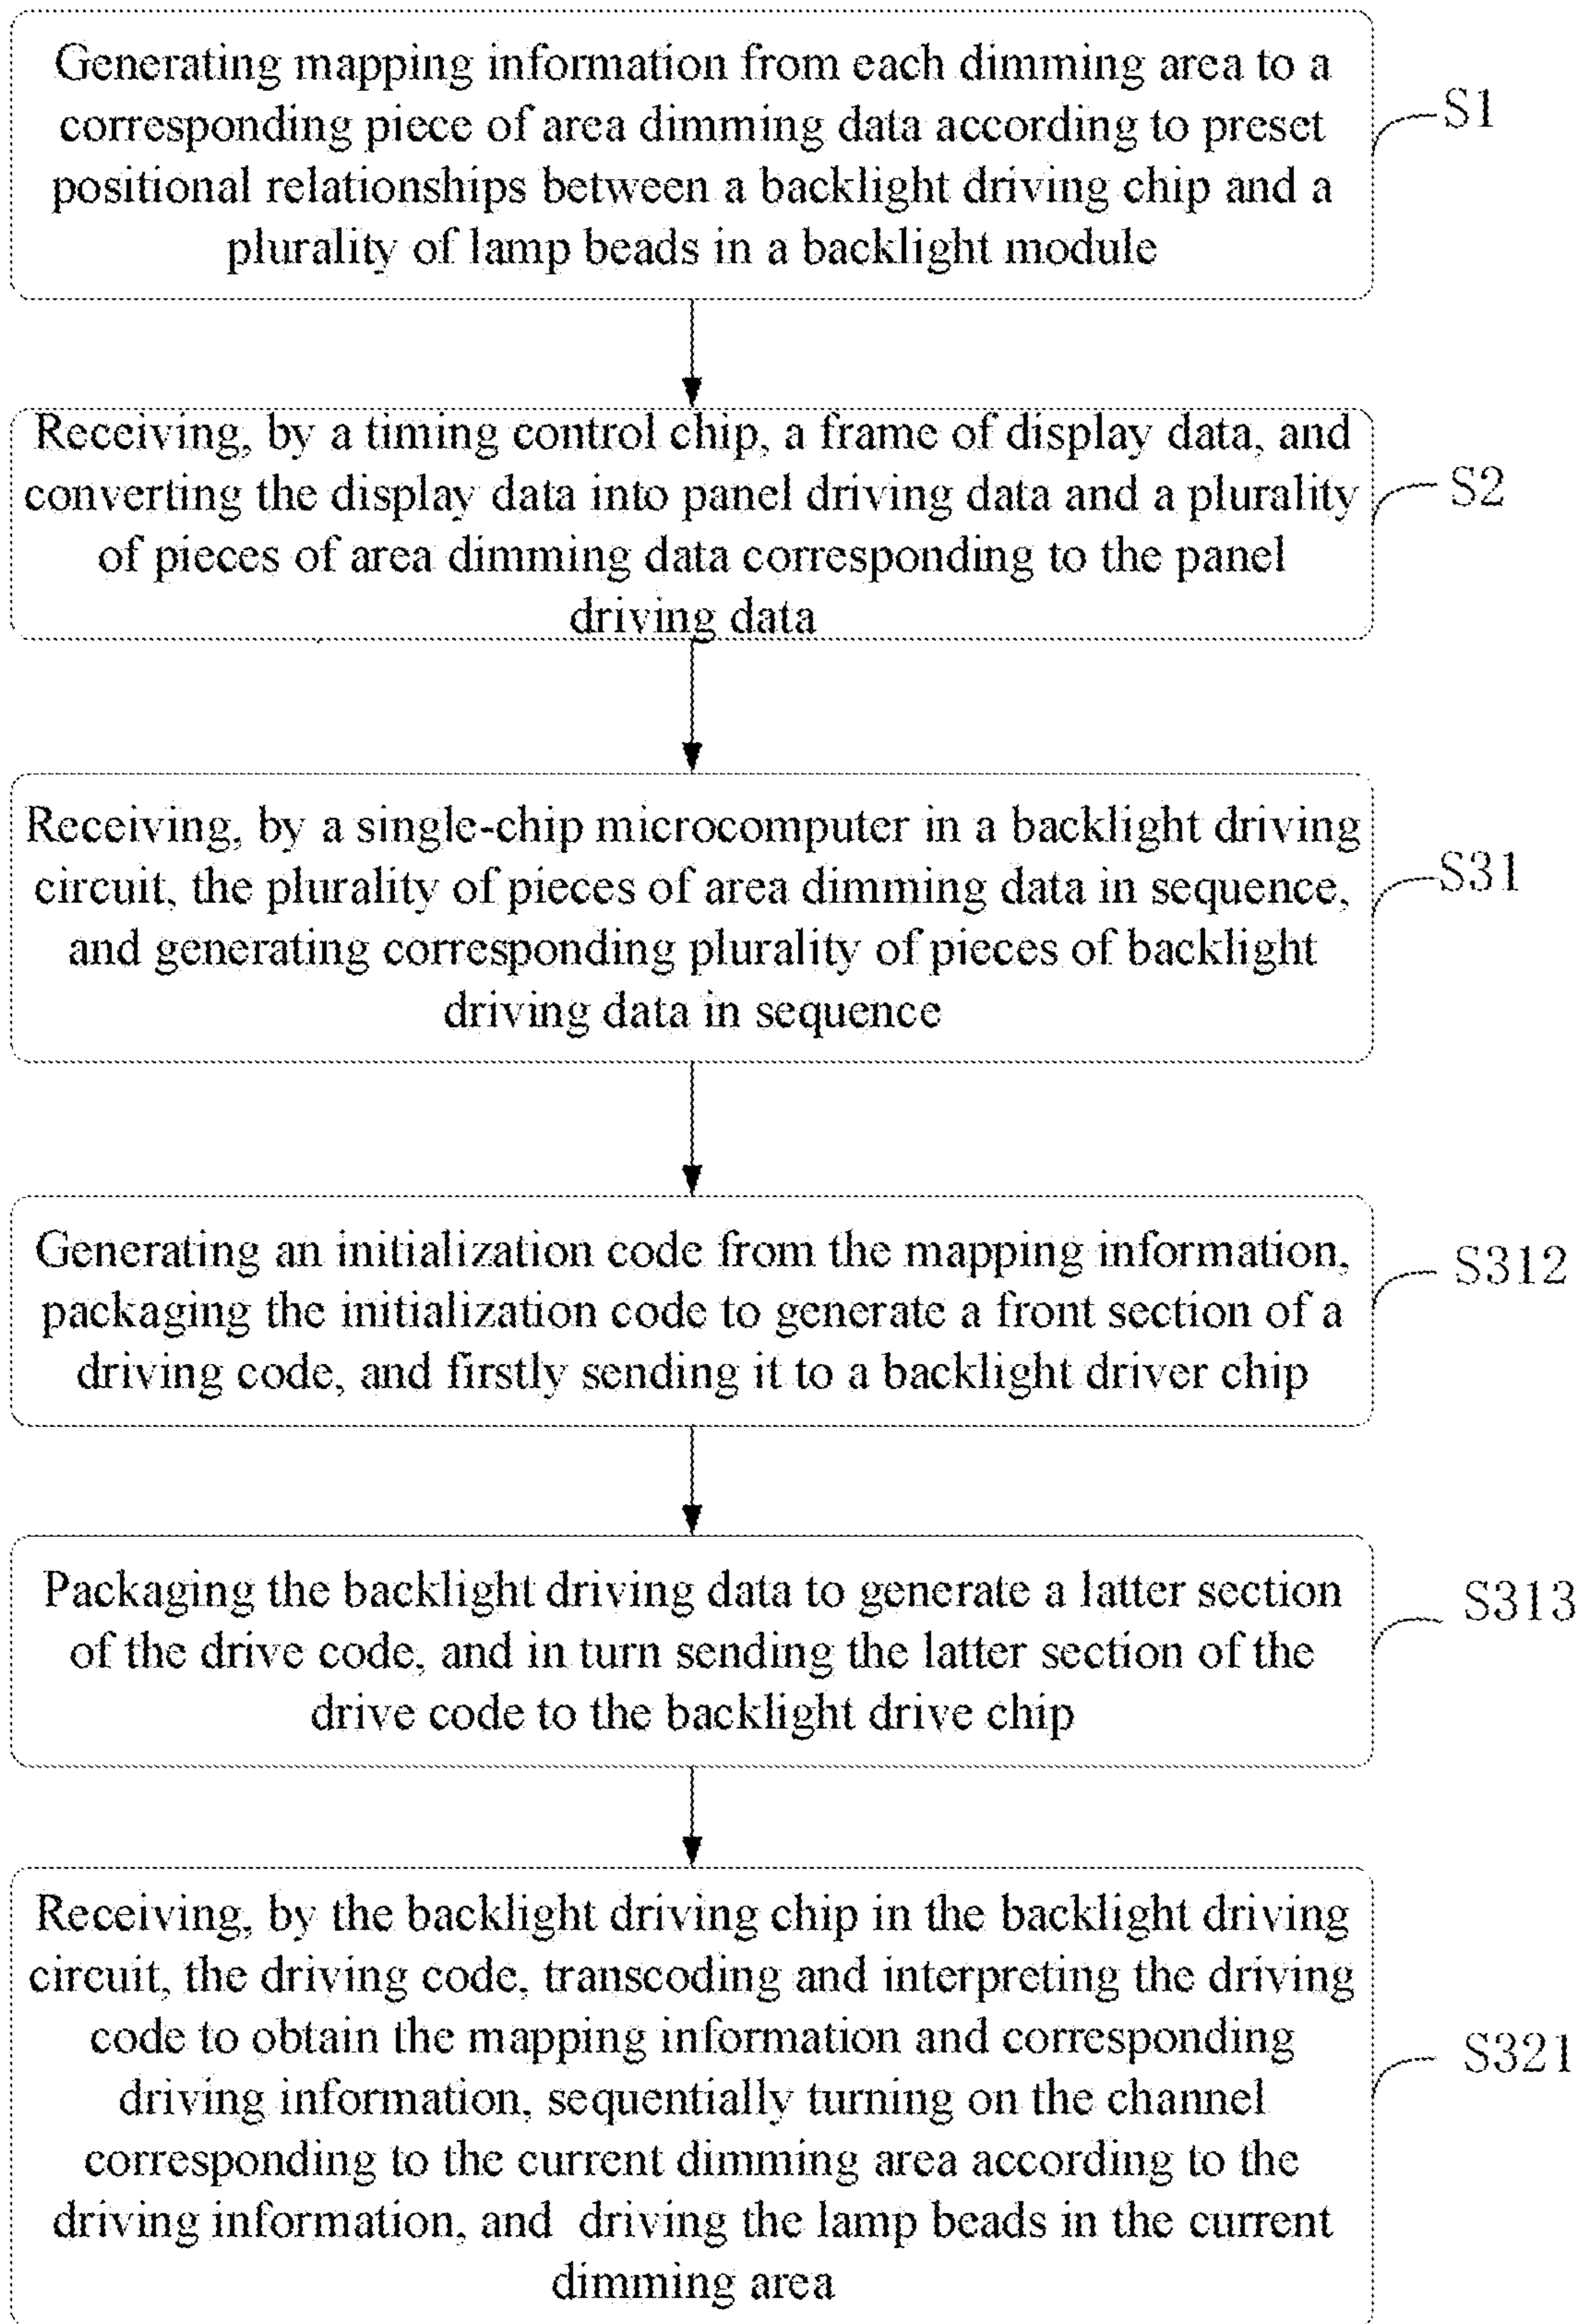 Generating mapping information from each dimming area to a
corresponding piece of area dimming data according to preset
positional relationships between a backlight driving chip and a
plurality of lamp beads in a backlight module
S1
Receiving, by a timing control chip, a frame of display data, and
converting the display data into panel driving data and a plurality
of pieces of area dimming data corresponding to the panel
driving data
S2
Receiving, by a single-chip microcomputer in a backlight driving
circuit, the plurality of pieces of area dimming data in sequence,
and generating corresponding plurality of pieces of backlight
driving data in sequence
S31
Generating an initialization code from the mapping information,
packaging the initialization code to generate a front section of a
driving code, and firstly sending it to a backlight driver chip
S312
Packaging the backlight driving data to generate a latter section
of the drive code, and in turn sending the latter section of the
drive code to the backlight drive chip
S313
Receiving, by the backlight driving chip in the backlight driving
circuit, the driving code, transcoding and interpreting the driving
code to obtain the mapping information and corresponding
driving information, sequentially turning on the channel
corresponding to the current dimming area according to the
driving information, and driving the lamp beads in the current
dimming area
S321